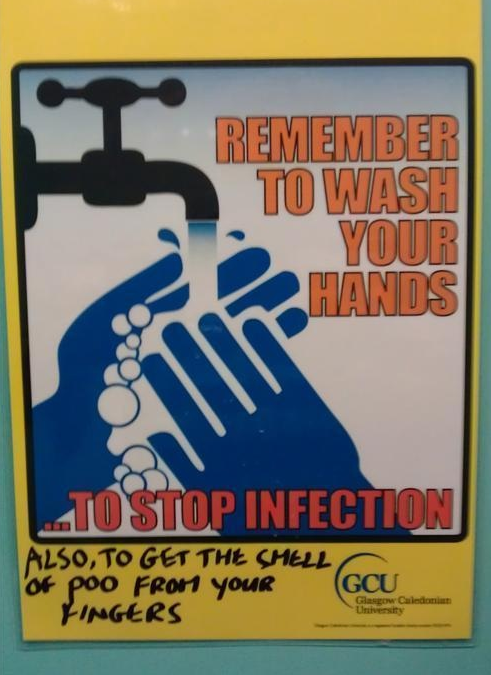 REMEMBER
TO WASH
YOUR
HANDS
...TO STOP INFECTION
ALSO, TO GET THE SMELL
OF POO FROM YOUR
FINGERS
GCU
Glasgow Caledonian
University